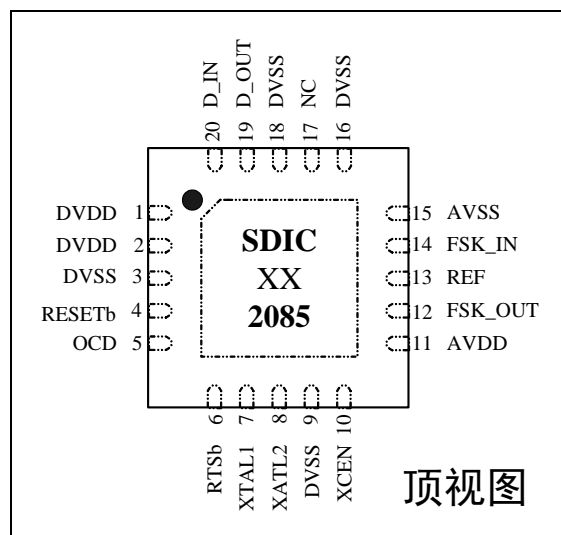 20 D_IN
19 D_OUT
18 DVSS
17 NC
16 DVSS
DVDD 1
DVDD 2
DVSS 3
RESETb 4
OCD 5
SDIC
XX
2085
15 AVSS
14 FSK_IN
13 REF
12 FSK_OUT
11 AVDD
RTSb 6
XTAL1 7
XATL2 8
DVSS 9
XCEN 10
顶视图